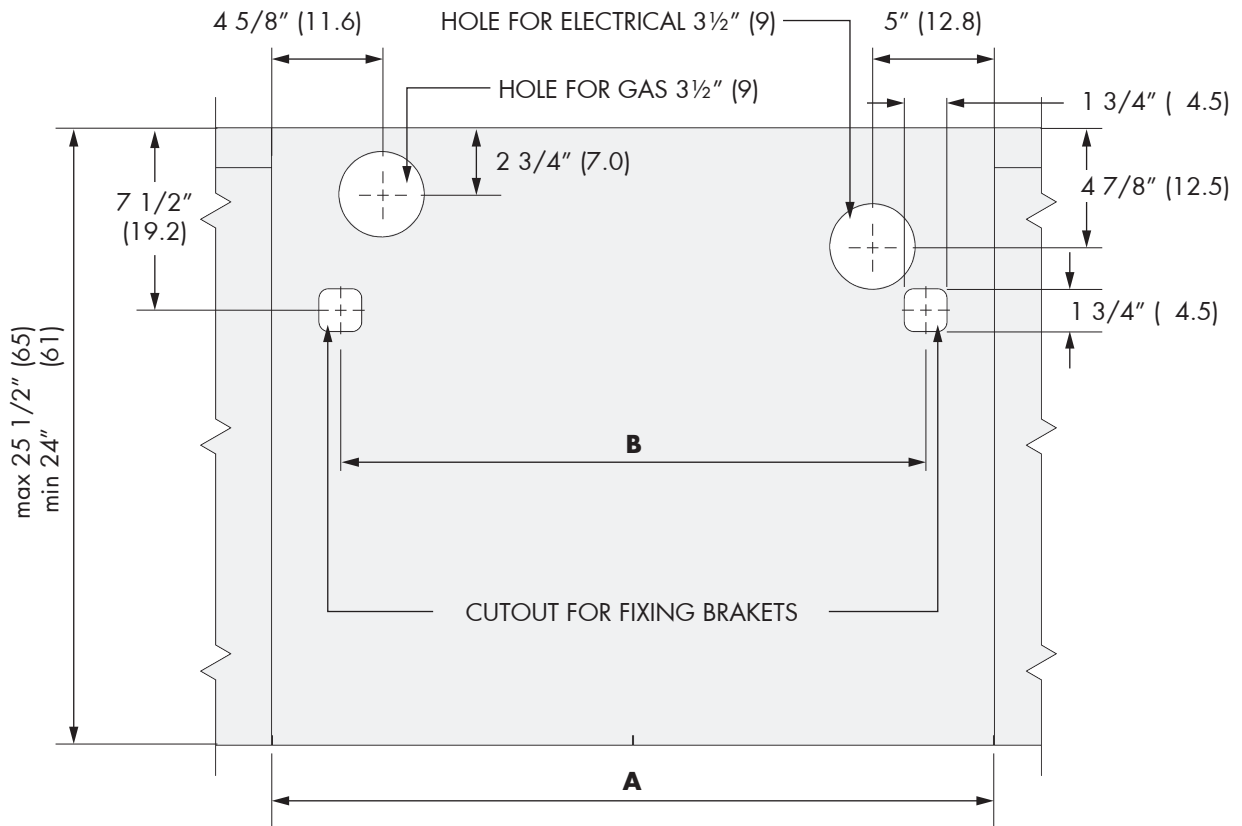 4 5/8” (11.6)
HOLE FOR ELECTRICAL 3½” (9)
5” (12.8)
HOLE FOR GAS 3½” (9)
1 3/4” (  4.5)
2 3/4” (7.0)
4 7/8” (12.5)
7 1/2”
(19.2)
1 3/4” (  4.5)
max 25 1/2” (65)
min 24” (61)
B
CUTOUT FOR FIXING BRAKETS
A